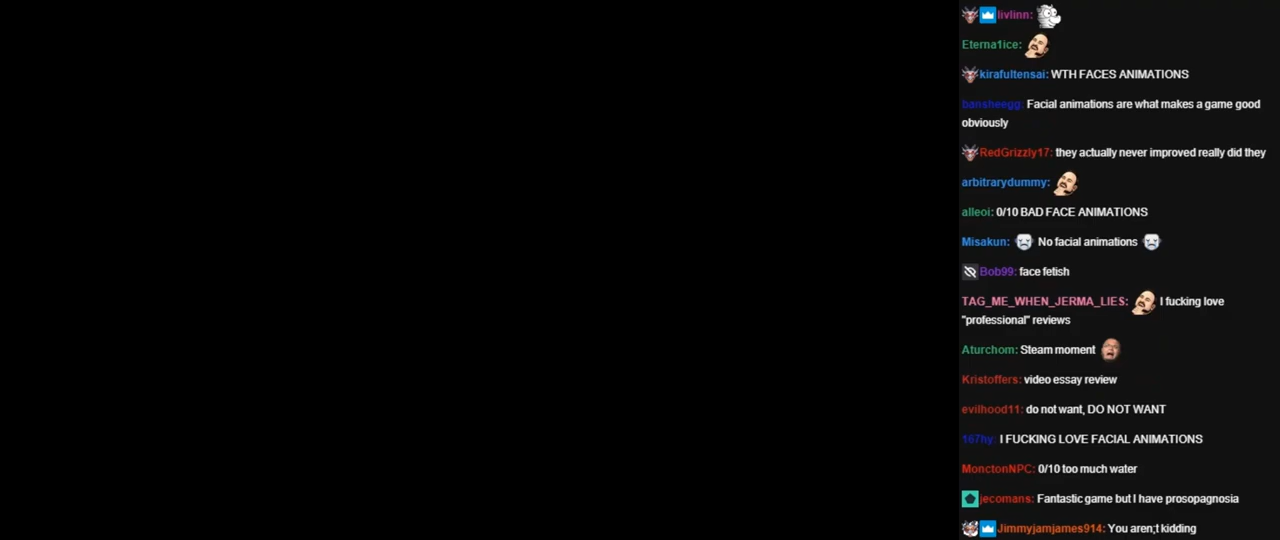 livlinn:
Eterna1ice:
kirafultensai: WTH FACES ANIMATIONS
bansheegg: Facial animations are what makes a game good
obviously
RedGrizzly17: they actually never improved really did they
arbitrarydummy:
alleoi: 0/10 BAD FACE ANIMATIONS
Misakun: No facial animations
Bob99: face fetish
TAG_ME_WHEN_JERMA_LIES: I fucking love
"professional" reviews
Aturchom: Steam moment
Kristoffers: video essay review
evilhood11: do not want, DO NOT WANT
167hy: I FUCKING LOVE FACIAL ANIMATIONS
MonctonNPC: 0/10 too much water
jecomans: Fantastic game but I have prosopagnosia
Jimmyjamjames914: You aren;t kidding